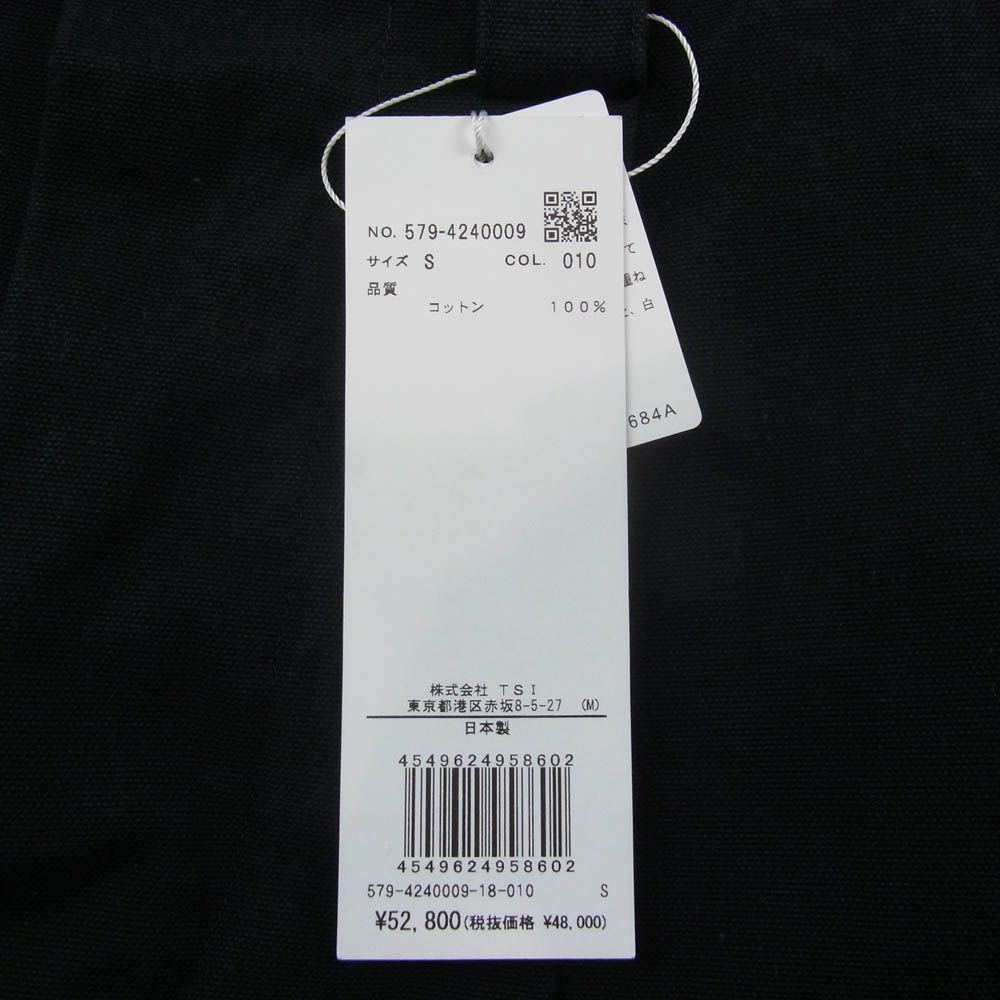 NO. 579-4240009
サイズ S COL. 010
品質
コットン 100%
株式会社 TSI
東京都港区赤坂8-5-27 (M)
日本製
4549624958602
4549624958602
579-4240009-18-010 S
¥52,800(税抜価格 ¥48,000)
て
重ね
、白
684A